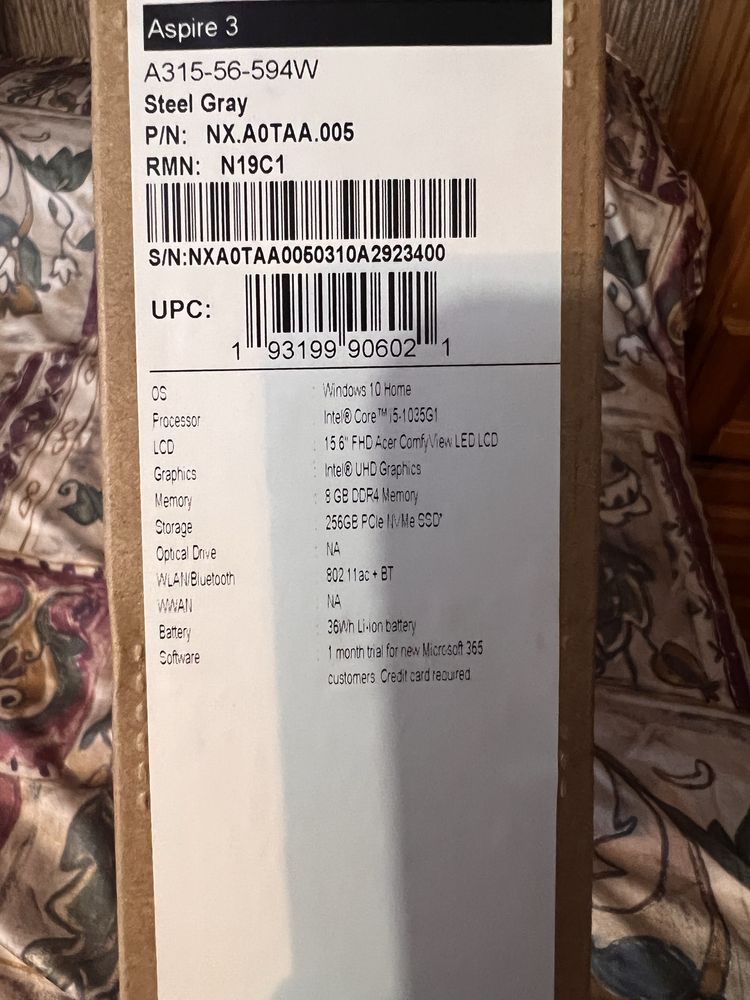 Aspire 3
A315-56-594W
Steel Gray
P/N: NX.A0TAA.005
RMN: N19C1
S/N:NXA0TAA0050310A2923400
UPC:
1 93199 90602 1
OS : Windows 10 Home
Processor : Intel® Core™ i5-1035G1
LCD : 15.6" FHD Acer ComfyView LED LCD
Graphics : Intel® UHD Graphics
Memory : 8 GB DDR4 Memory
Storage : 256GB PCIe NVMe SSD*
Optical Drive : NA
WLAN/Bluetooth : 802.11ac + BT
WWAN : NA
Battery : 36Wh Li-ion battery
Software : 1 month trial for new Microsoft 365
customers. Credit card required.